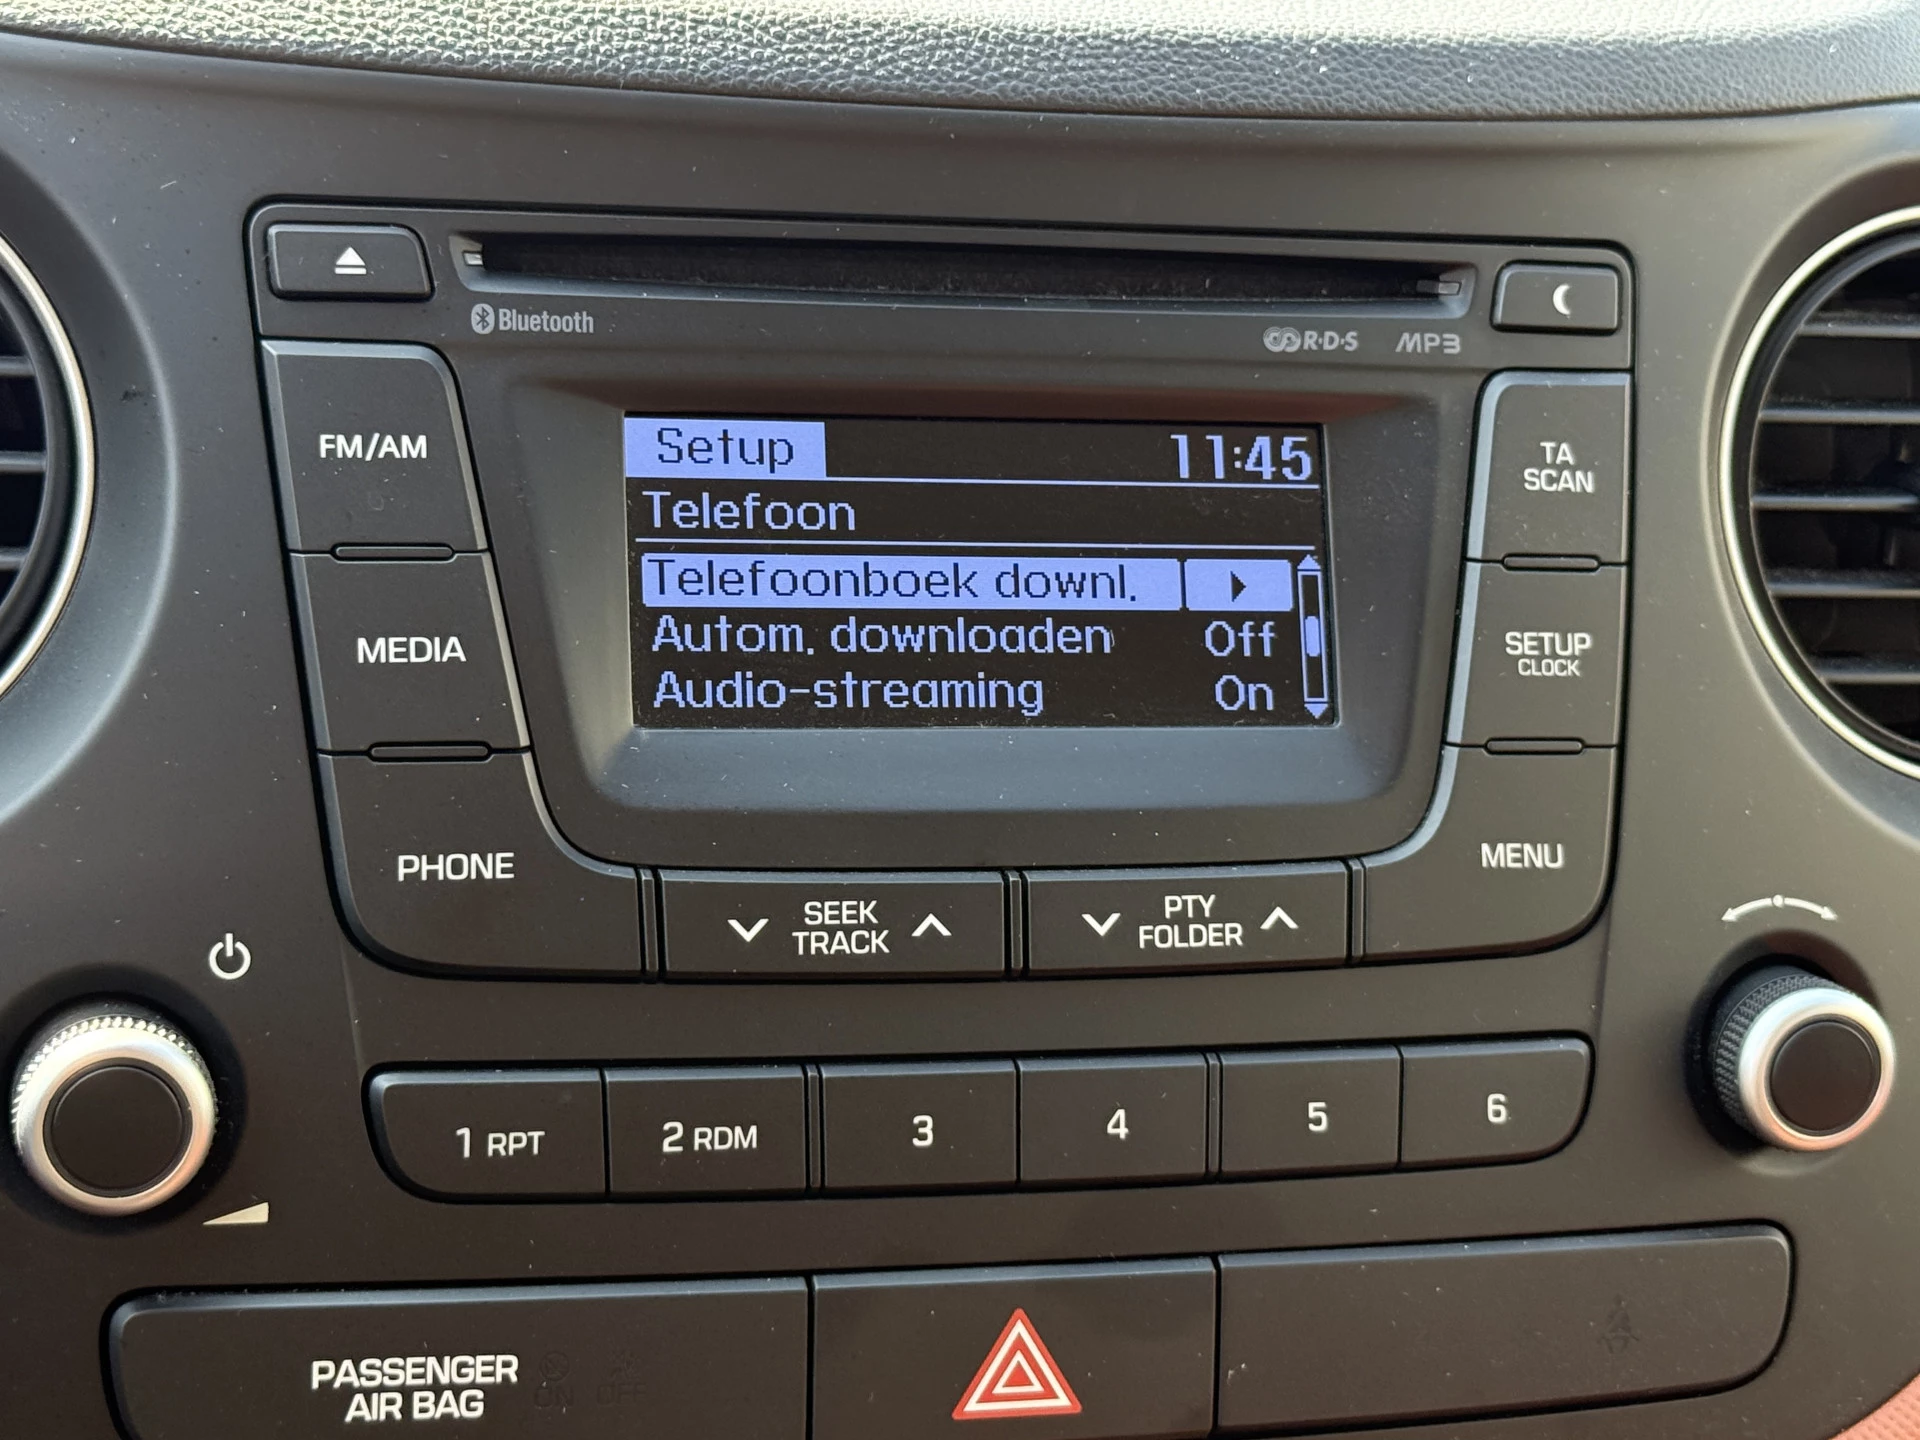 Bluetooth
R·D·S MP3
FM/AM
MEDIA
PHONE
Setup 11:45
Telefoon
Telefoonboek downl.
Autom. downloaden Off
Audio-streaming On
TA
SCAN
SETUP
CLOCK
MENU
SEEK
TRACK
PTY
FOLDER
1 RPT
2 RDM
3
4
5
6
PASSENGER
AIR BAG
ON OFF